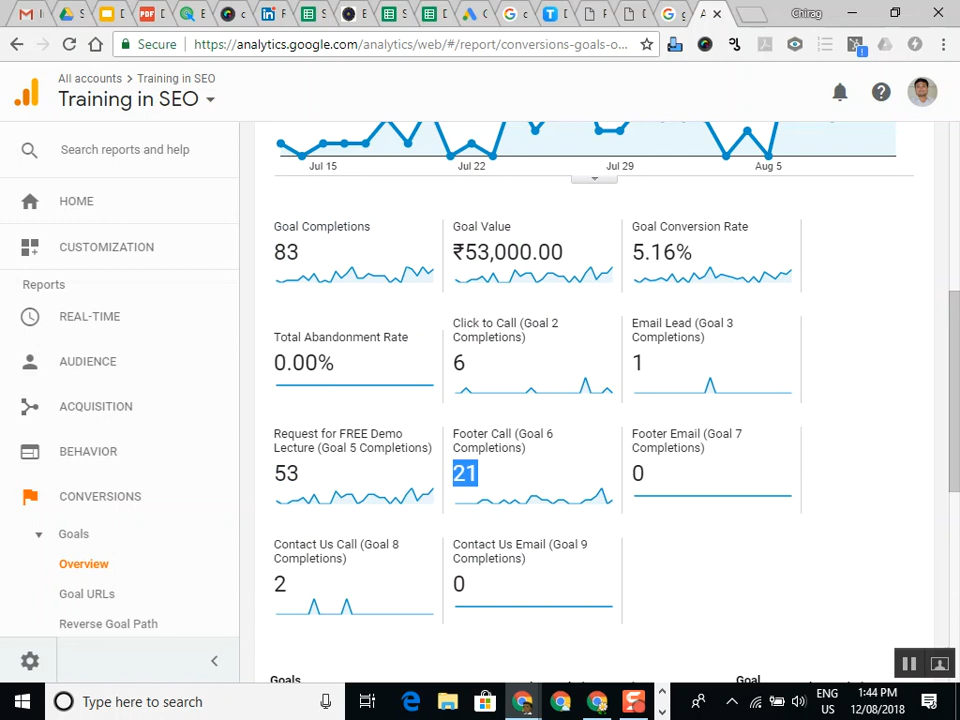 Chirag
Secure
https://analytics.google.com/analytics/web/#/report/conversions-goals-o...
All accounts > Training in SEO
Training in SEO
Search reports and help
HOME
CUSTOMIZATION
Reports
REAL-TIME
AUDIENCE
ACQUISITION
BEHAVIOR
CONVERSIONS
Goals
Overview
Goal URLs
Reverse Goal Path
Jul 15
Jul 22
Jul 29
Aug 5
Goal Completions
83
Goal Value
₹53,000.00
Goal Conversion Rate
5.16%
Total Abandonment Rate
0.00%
Click to Call (Goal 2
Completions)
6
Email Lead (Goal 3
Completions)
1
Request for FREE Demo
Lecture (Goal 5 Completions)
53
Footer Call (Goal 6
Completions)
21
Footer Email (Goal 7
Completions)
0
Contact Us Call (Goal 8
Completions)
2
Contact Us Email (Goal 9
Completions)
0
Goals
Goal
Type here to search
ENG
US
1:44 PM
12/08/2018